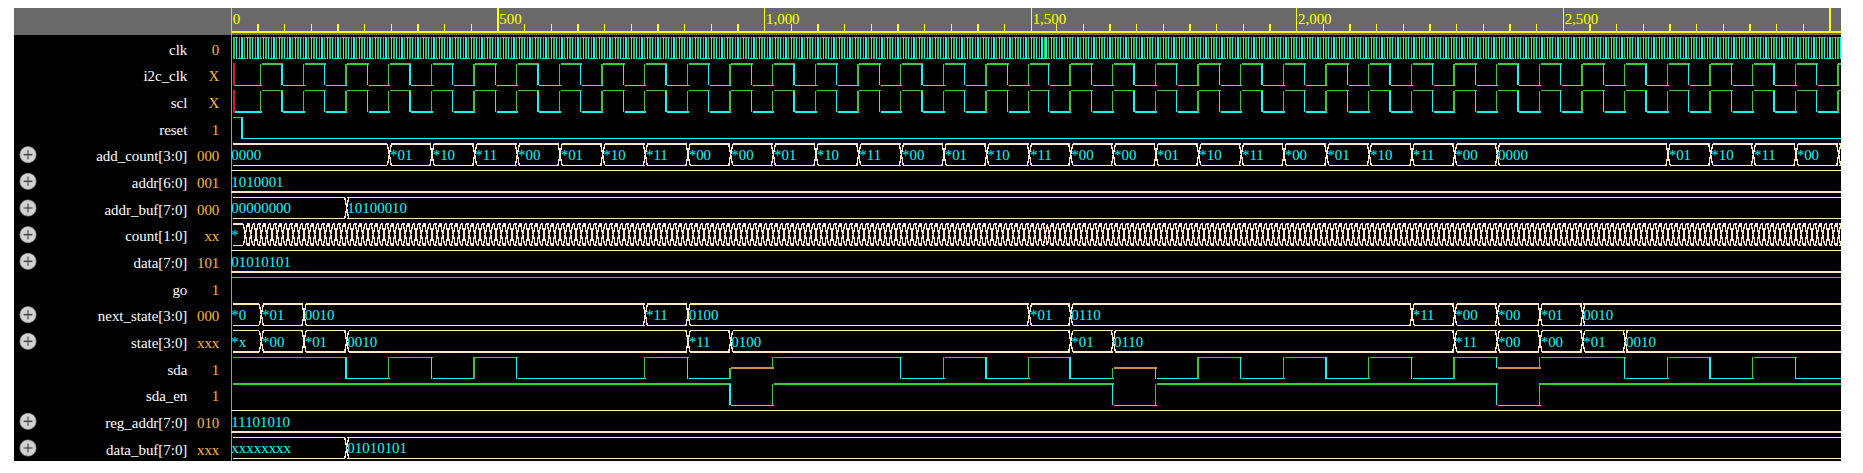 0 500 1,000 1,500 2,000 2,500
clk 0
i2c_clk X
scl X
reset 1
add_count[3:0] 000 0000 *01 *10 *11 *00 *01 *10 *11 *00 *00 *01 *10 *11 *00 *01 *10 *11 *00 *00 *01 *10 *11 *00 *01 *10 *11 *00 0000 *01 *10 *11 *00
addr[6:0] 001 1010001
addr_buf[7:0] 000 00000000 10100010
count[1:0] xx *
data[7:0] 101 01010101
go 1
next_state[3:0] 000 *0 *01 0010 *11 0100 *01 0110 *11 *00 *00 *01 0010
state[3:0] xxx *x *00 *01 0010 *11 0100 *01 0110 *11 *00 *00 *01 0010
sda 1
sda_en 1
reg_addr[7:0] 010 11101010
data_buf[7:0] xxx xxxxxxxx 01010101